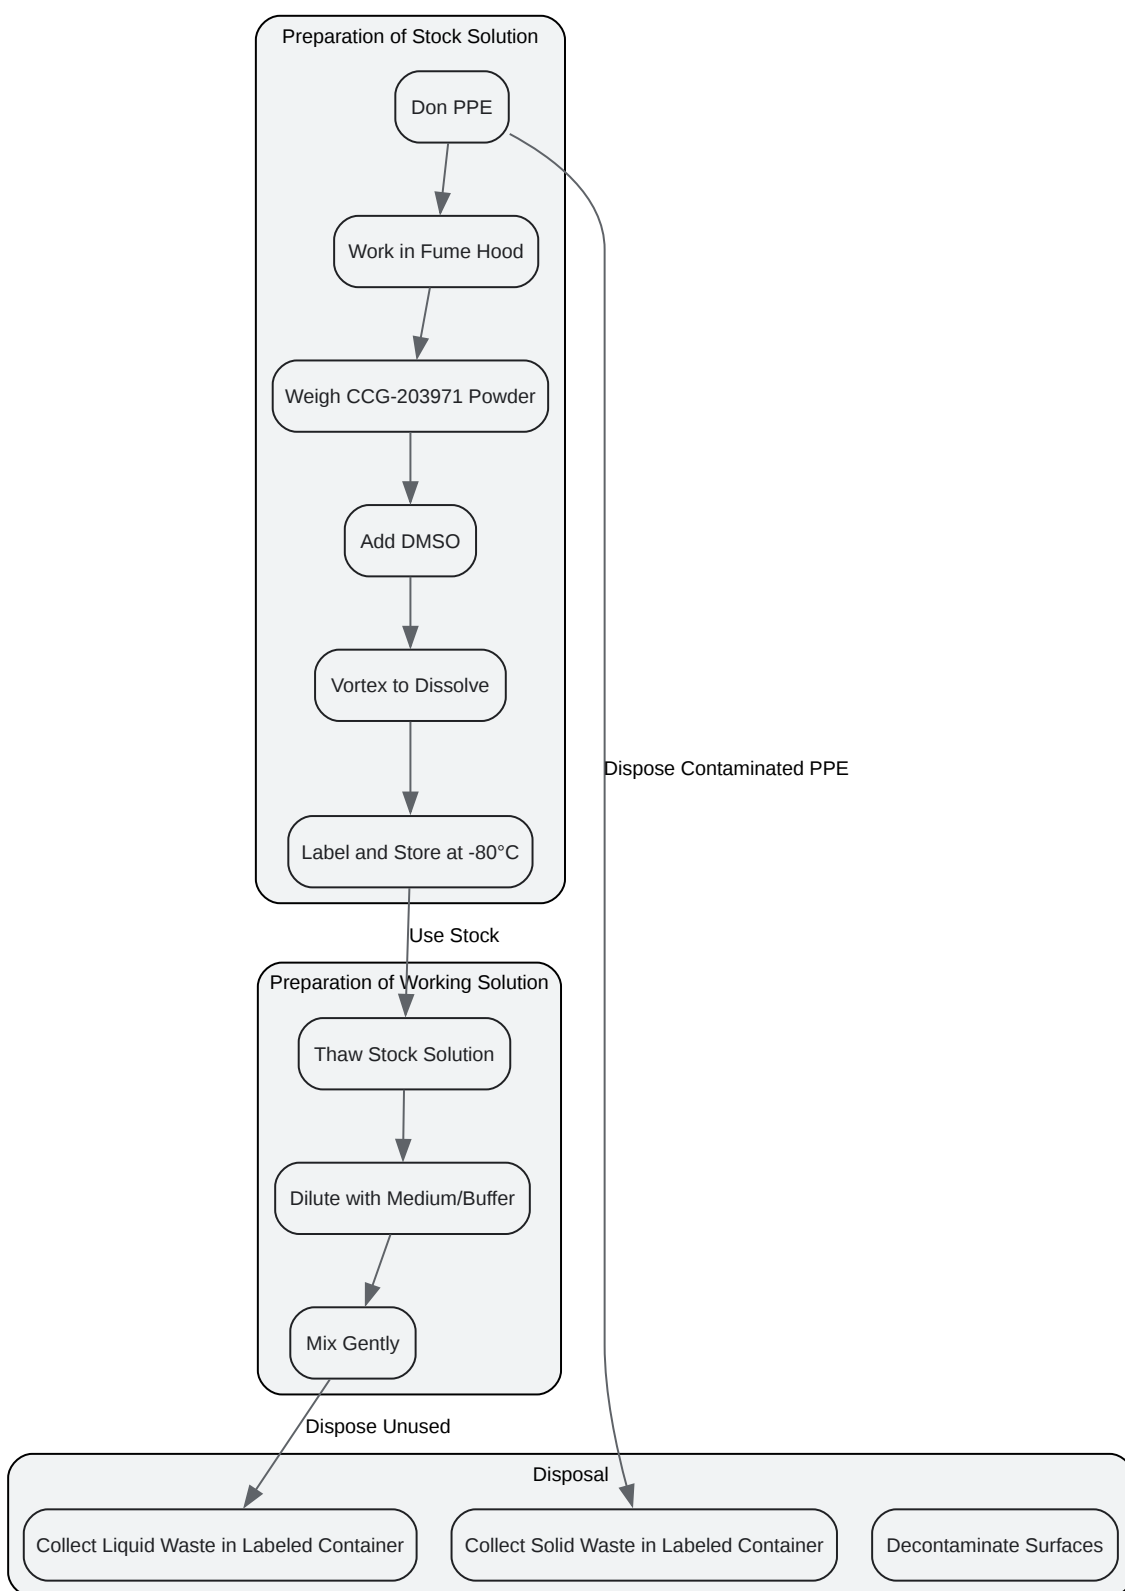 Preparation of Stock Solution
Don PPE
Work in Fume Hood
Weigh CCG-203971 Powder
Add DMSO
Vortex to Dissolve
Dispose Contaminated PPE
Label and Store at -80°C
Use Stock
Preparation of Working Solution
Thaw Stock Solution
Dilute with Medium/Buffer
Mix Gently
Dispose Unused
Disposal
Collect Liquid Waste in Labeled Container
Collect Solid Waste in Labeled Container
Decontaminate Surfaces